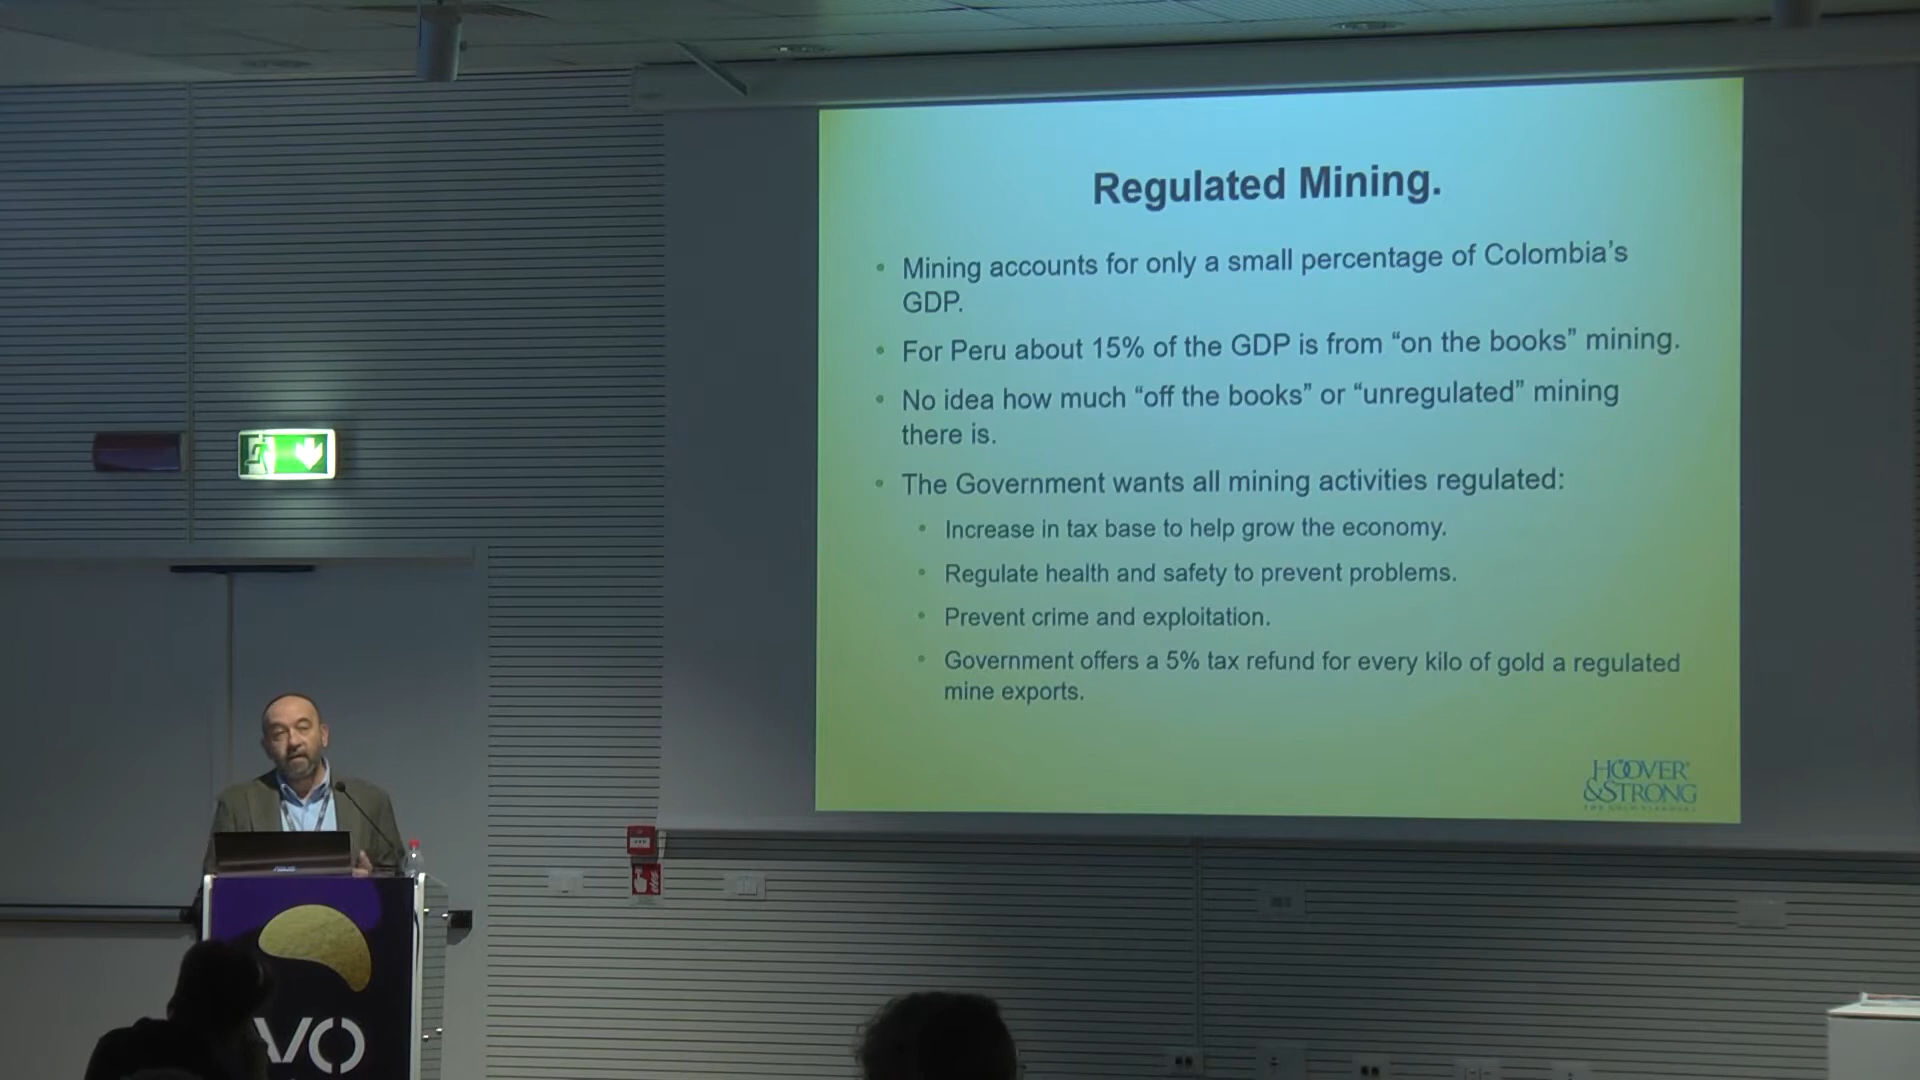 Regulated Mining.
• Mining accounts for only a small percentage of Colombia’s
GDP.
• For Peru about 15% of the GDP is from “on the books” mining.
• No idea how much “off the books” or “unregulated” mining
there is.
• The Government wants all mining activities regulated:
• Increase in tax base to help grow the economy.
• Regulate health and safety to prevent problems.
• Prevent crime and exploitation.
• Government offers a 5% tax refund for every kilo of gold a regulated
mine exports.
HOOVER
&STRONG
VO